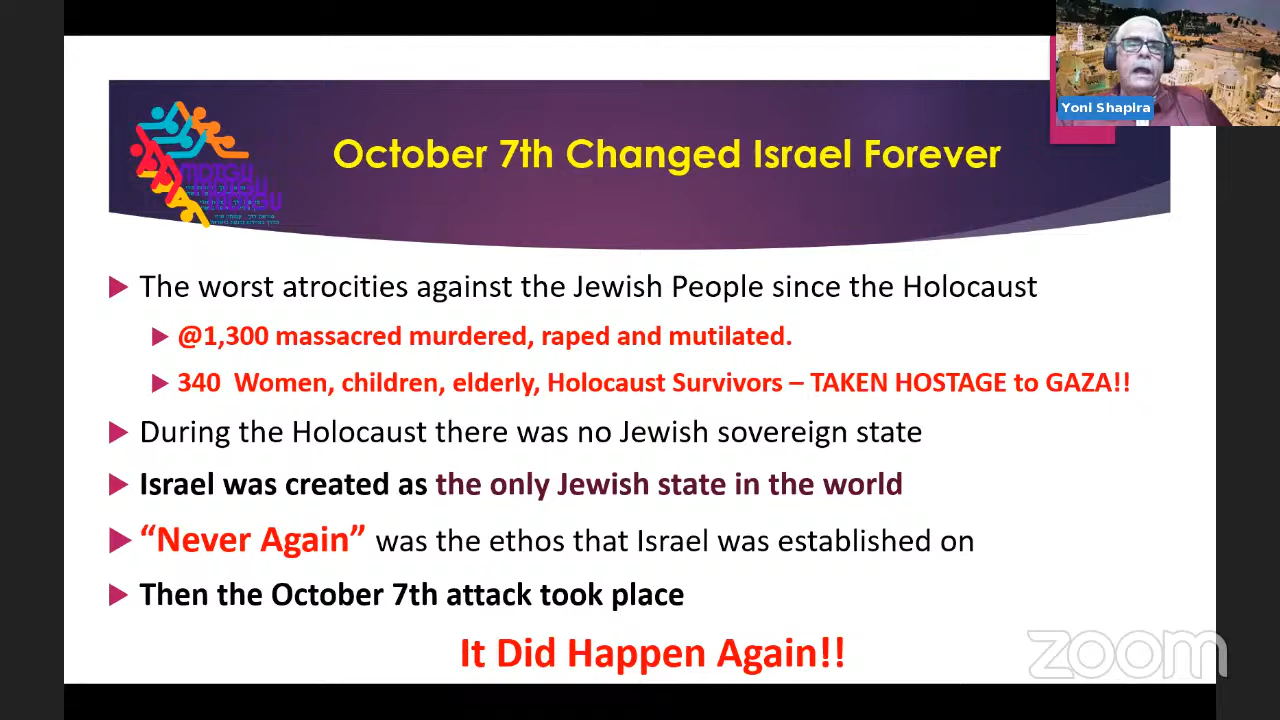 Yoni Shapira
October 7th Changed Israel Forever
The worst atrocities against the Jewish People since the Holocaust
@1,300 massacred murdered, raped and mutilated.
340 Women, children, elderly, Holocaust Survivors – TAKEN HOSTAGE to GAZA!!
During the Holocaust there was no Jewish sovereign state
Israel was created as the only Jewish state in the world
“Never Again” was the ethos that Israel was established on
Then the October 7th attack took place
It Did Happen Again!!
zoom